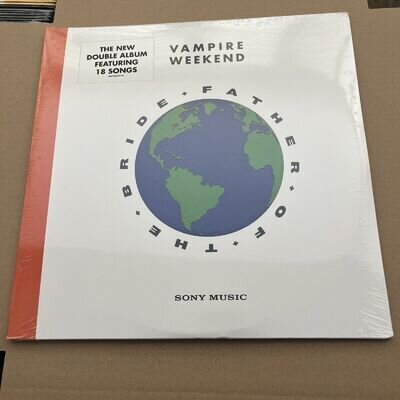 THE NEW
DOUBLE ALBUM
FEATURING
18 SONGS
VAMPIRE
WEEKEND
FATHER + OF + THE + BRIDE +
SONY MUSIC